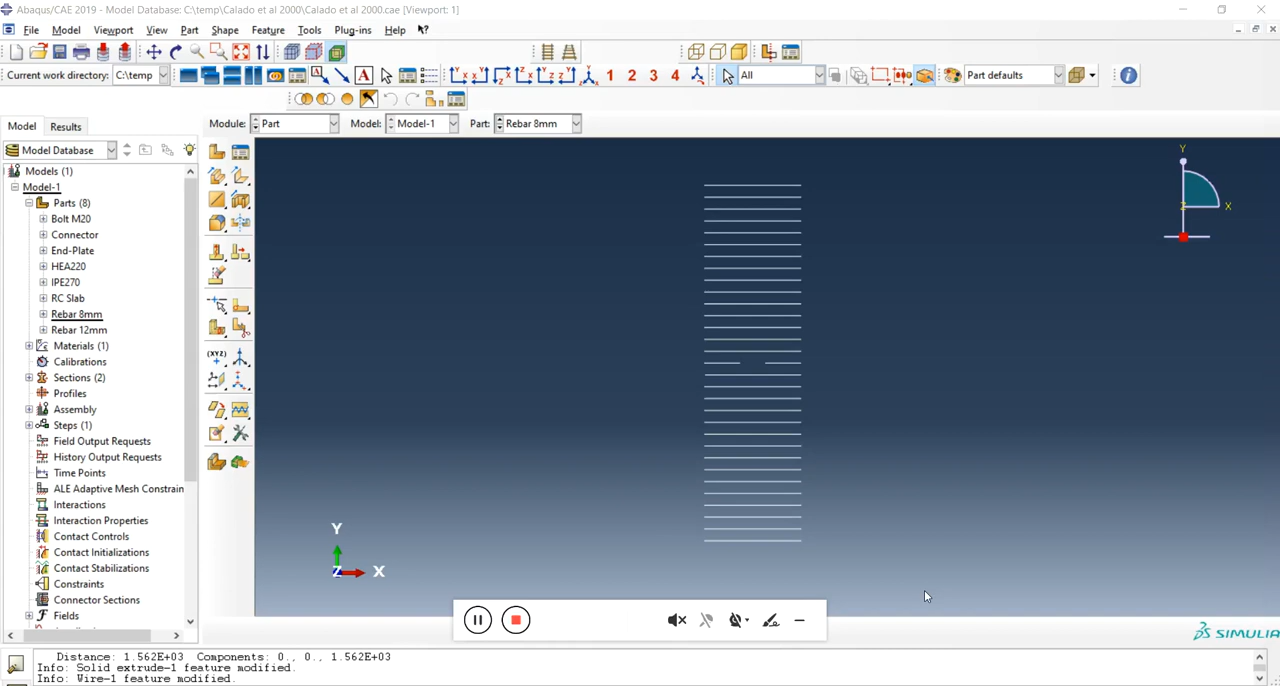 Abaqus/CAE 2019 - Model Database: C:\temp\Calado et al 2000\Calado et al 2000.cae [Viewport: 1]
File Model Viewport View Part Shape Feature Tools Plug-ins Help
Current work directory: C:\temp A 1 2 3 4 All Part defaults
Model Results Module: Part Model: Model-1 Part: Rebar 8mm
Model Database
Models (1)
Model-1
Parts (8)
Bolt M20
Connector
End-Plate
HEA220
IPE270
RC Slab
Rebar 8mm
Rebar 12mm
Materials (1)
Calibrations
Sections (2)
Profiles
Assembly
Steps (1)
Field Output Requests
History Output Requests
Time Points
ALE Adaptive Mesh Constrain
Interactions
Interaction Properties
Contact Controls
Contact Initializations
Contact Stabilizations
Constraints
Connector Sections
Fields
(XYZ)
Y
Z X
Y
Z X
SIMULIA
Distance: 1.562E+03 Components: 0., 0., 1.562E+03
Info: Solid extrude-1 feature modified.
Info: Wire-1 feature modified.